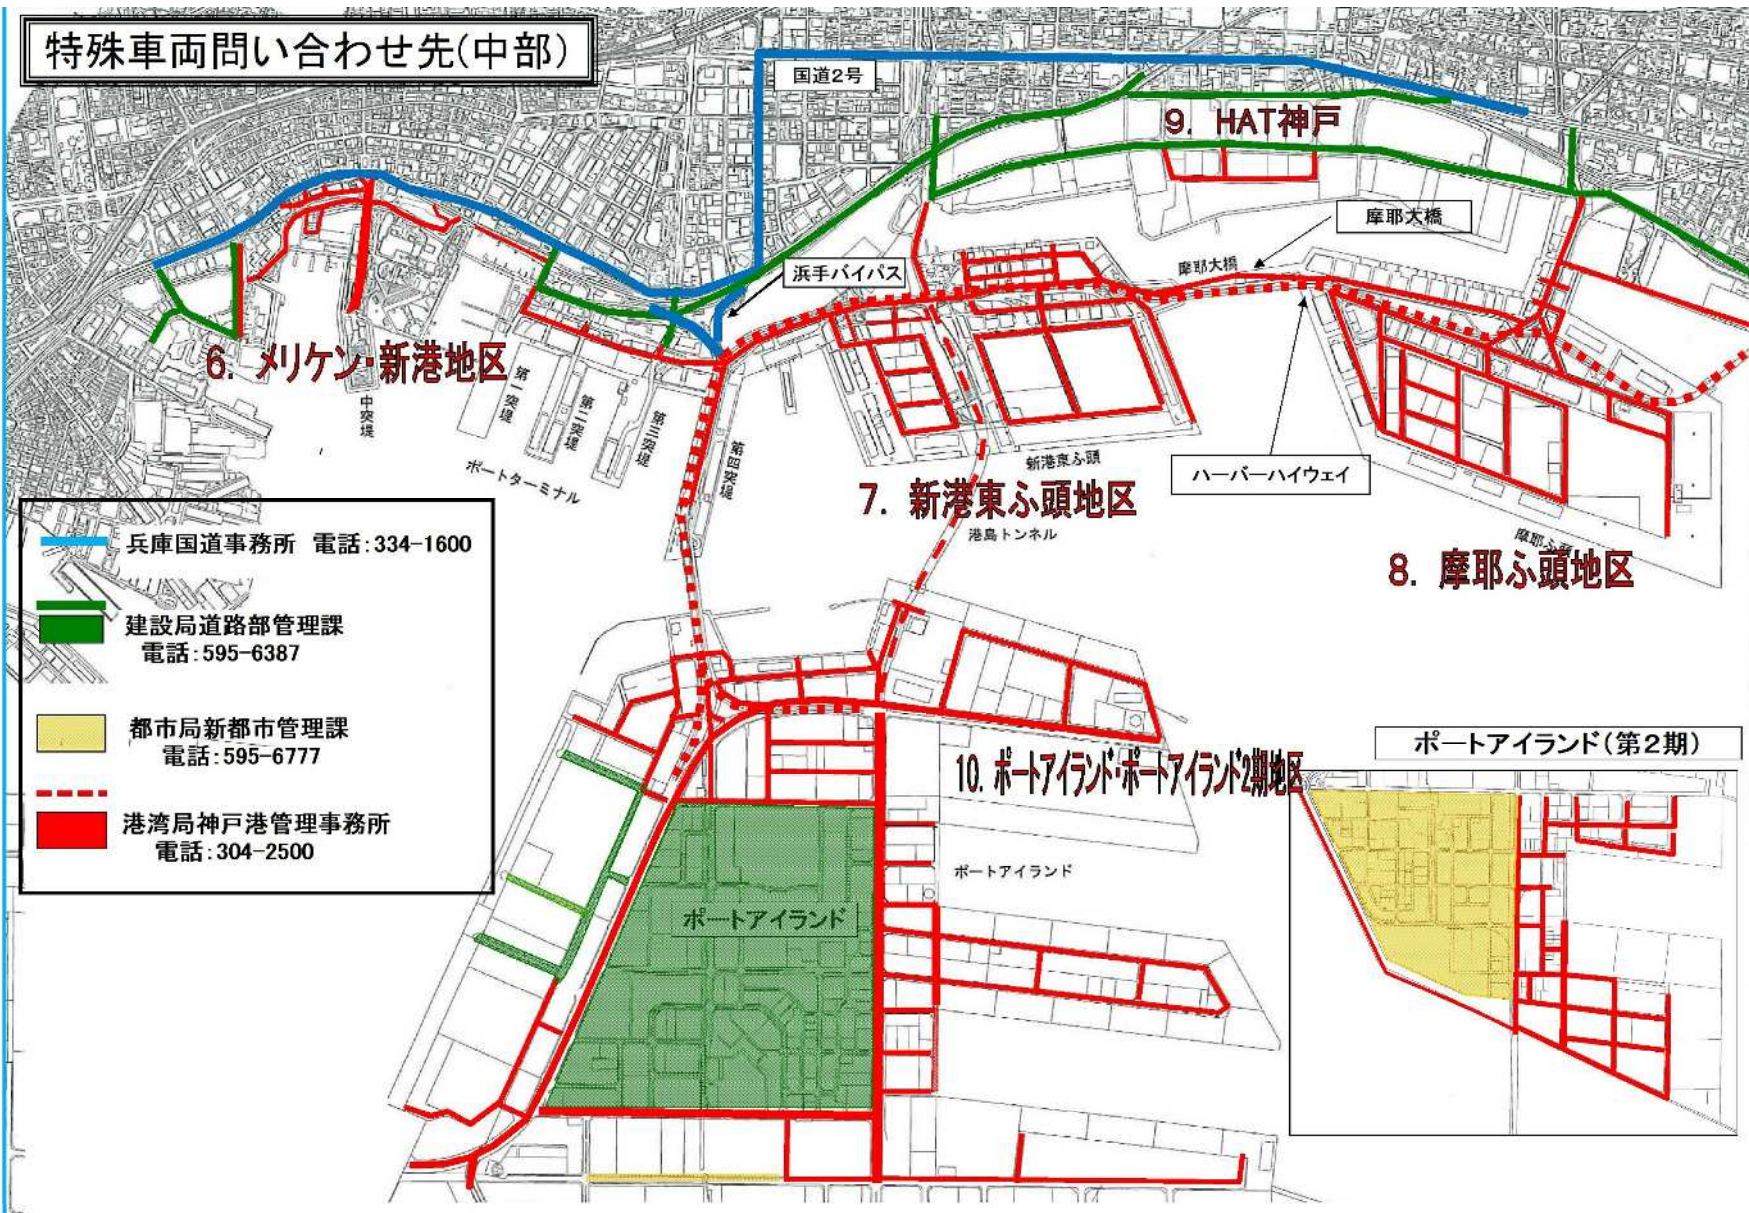 特殊車両問い合わせ先(中部)
国道2号
9. HAT神戸
摩耶大橋
摩耶大橋
浜手バイパス
6. メリケン・新港地区
中突堤
第一突堤
第二突堤
第三突堤
第四突堤
ポートターミナル
新港東ふ頭
ハーバーハイウェイ
7. 新港東ふ頭地区
港島トンネル
摩耶ふ頭
8. 摩耶ふ頭地区
兵庫国道事務所 電話:334-1600
建設局道路部管理課
電話:595-6387
都市局新都市管理課
電話:595-6777
港湾局神戸港管理事務所
電話:304-2500
10. ポートアイランド・ポートアイランド2期地区
ポートアイランド(第2期)
ポートアイランド
ポートアイランド